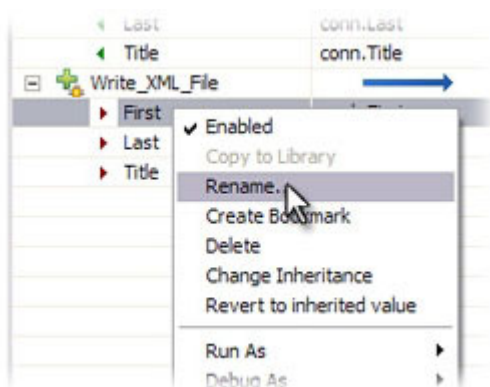 Last conn.Last
Title conn.Title
Write_XML_File
First
Last
Title
Enabled
Copy to Library
Rename...
Create Bookmark
Delete
Change Inheritance
Revert to inherited value
Run As
Debug As